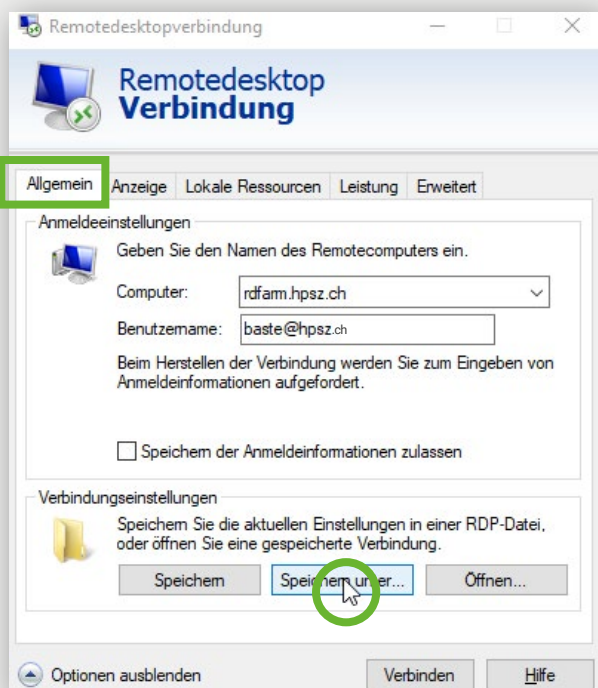 Remotedesktopverbindung
Remotedesktop
Verbindung
Allgemein Anzeige Lokale Ressourcen Leistung Erweitert
Anmeldeeinstellungen
Geben Sie den Namen des Remotecomputers ein.
Computer: rdfarm.hpsz.ch
Benutzername: baste@hpsz.ch
Beim Herstellen der Verbindung werden Sie zum Eingeben von
Anmeldeinformationen aufgefordert.
Speichern der Anmeldeinformationen zulassen
Verbindungseinstellungen
Speichern Sie die aktuellen Einstellungen in einer RDP-Datei,
oder öffnen Sie eine gespeicherte Verbindung.
Speichern Speichern unter... Öffnen...
Optionen ausblenden Verbinden Hilfe